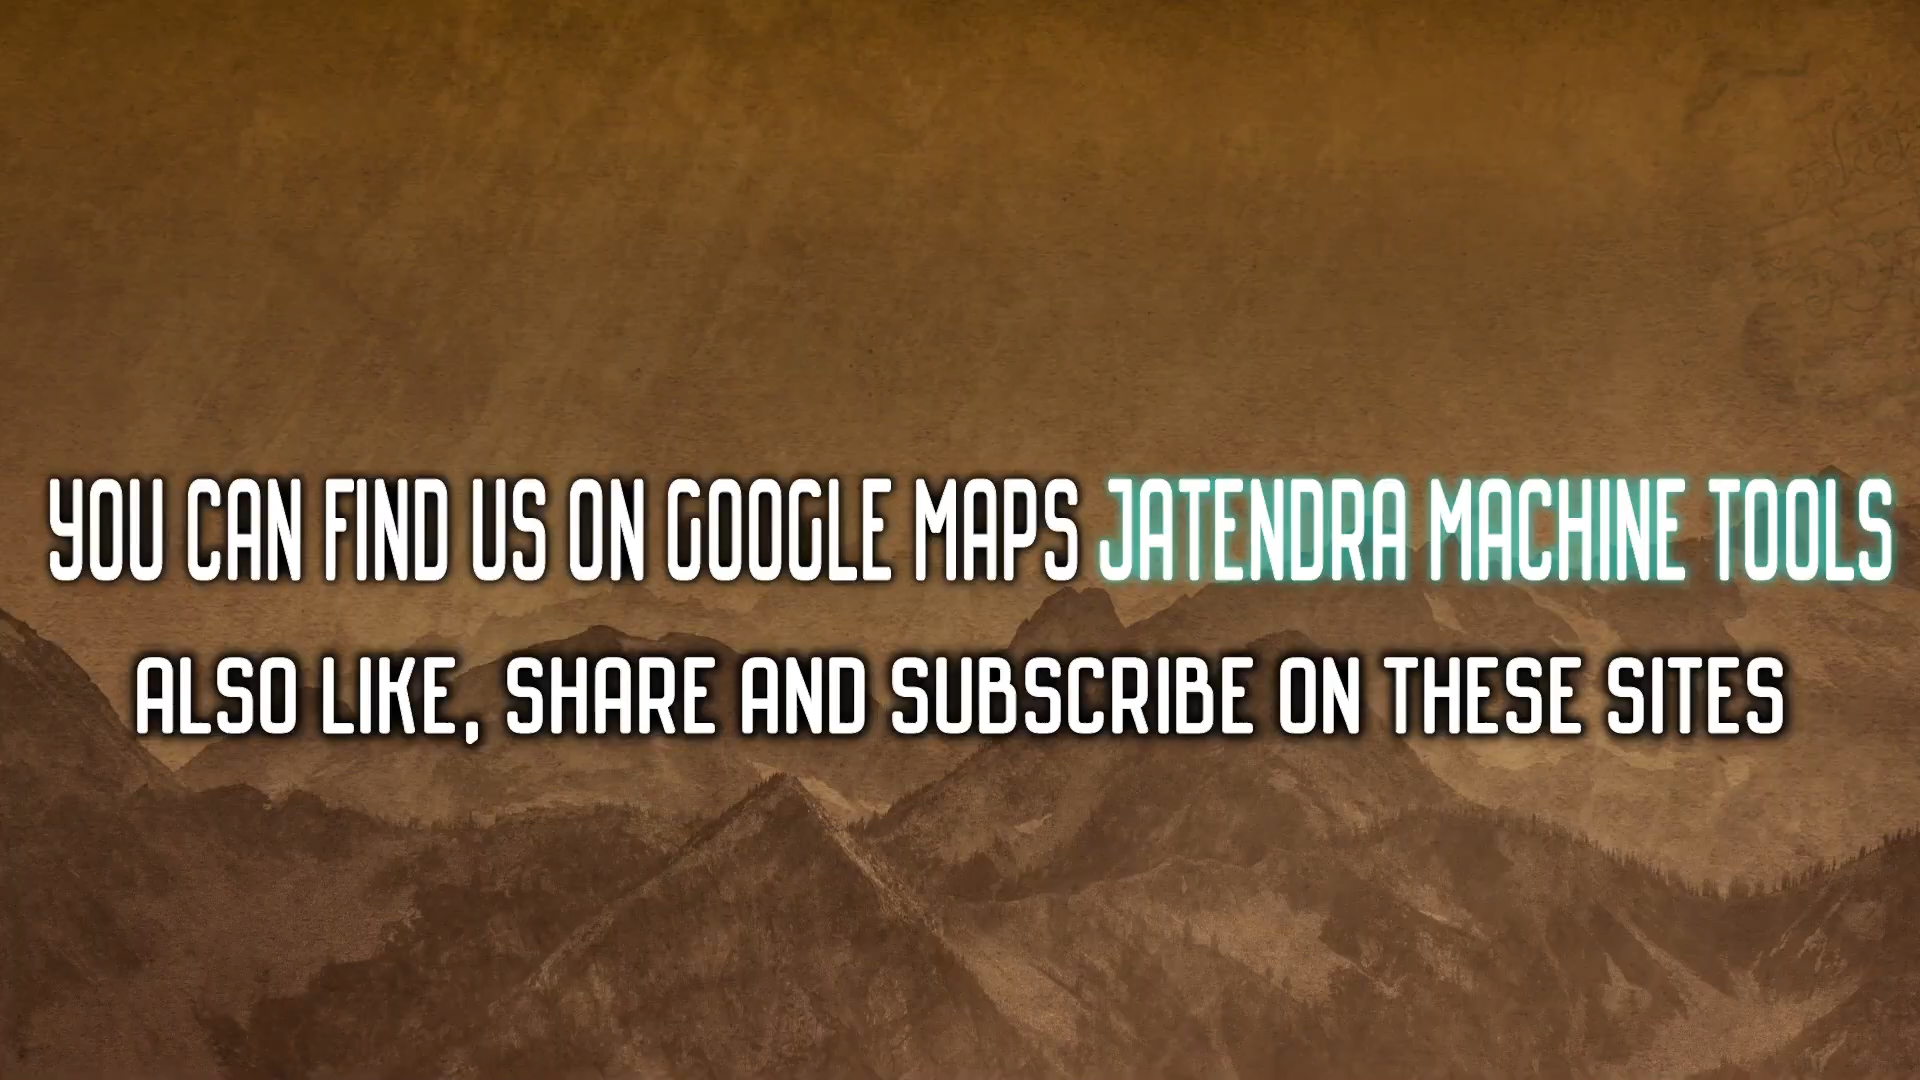 YOU CAN FIND US ON GOOGLE MAPS JATENDRA MACHINE TOOLS
ALSO LIKE, SHARE AND SUBSCRIBE ON THESE SITES